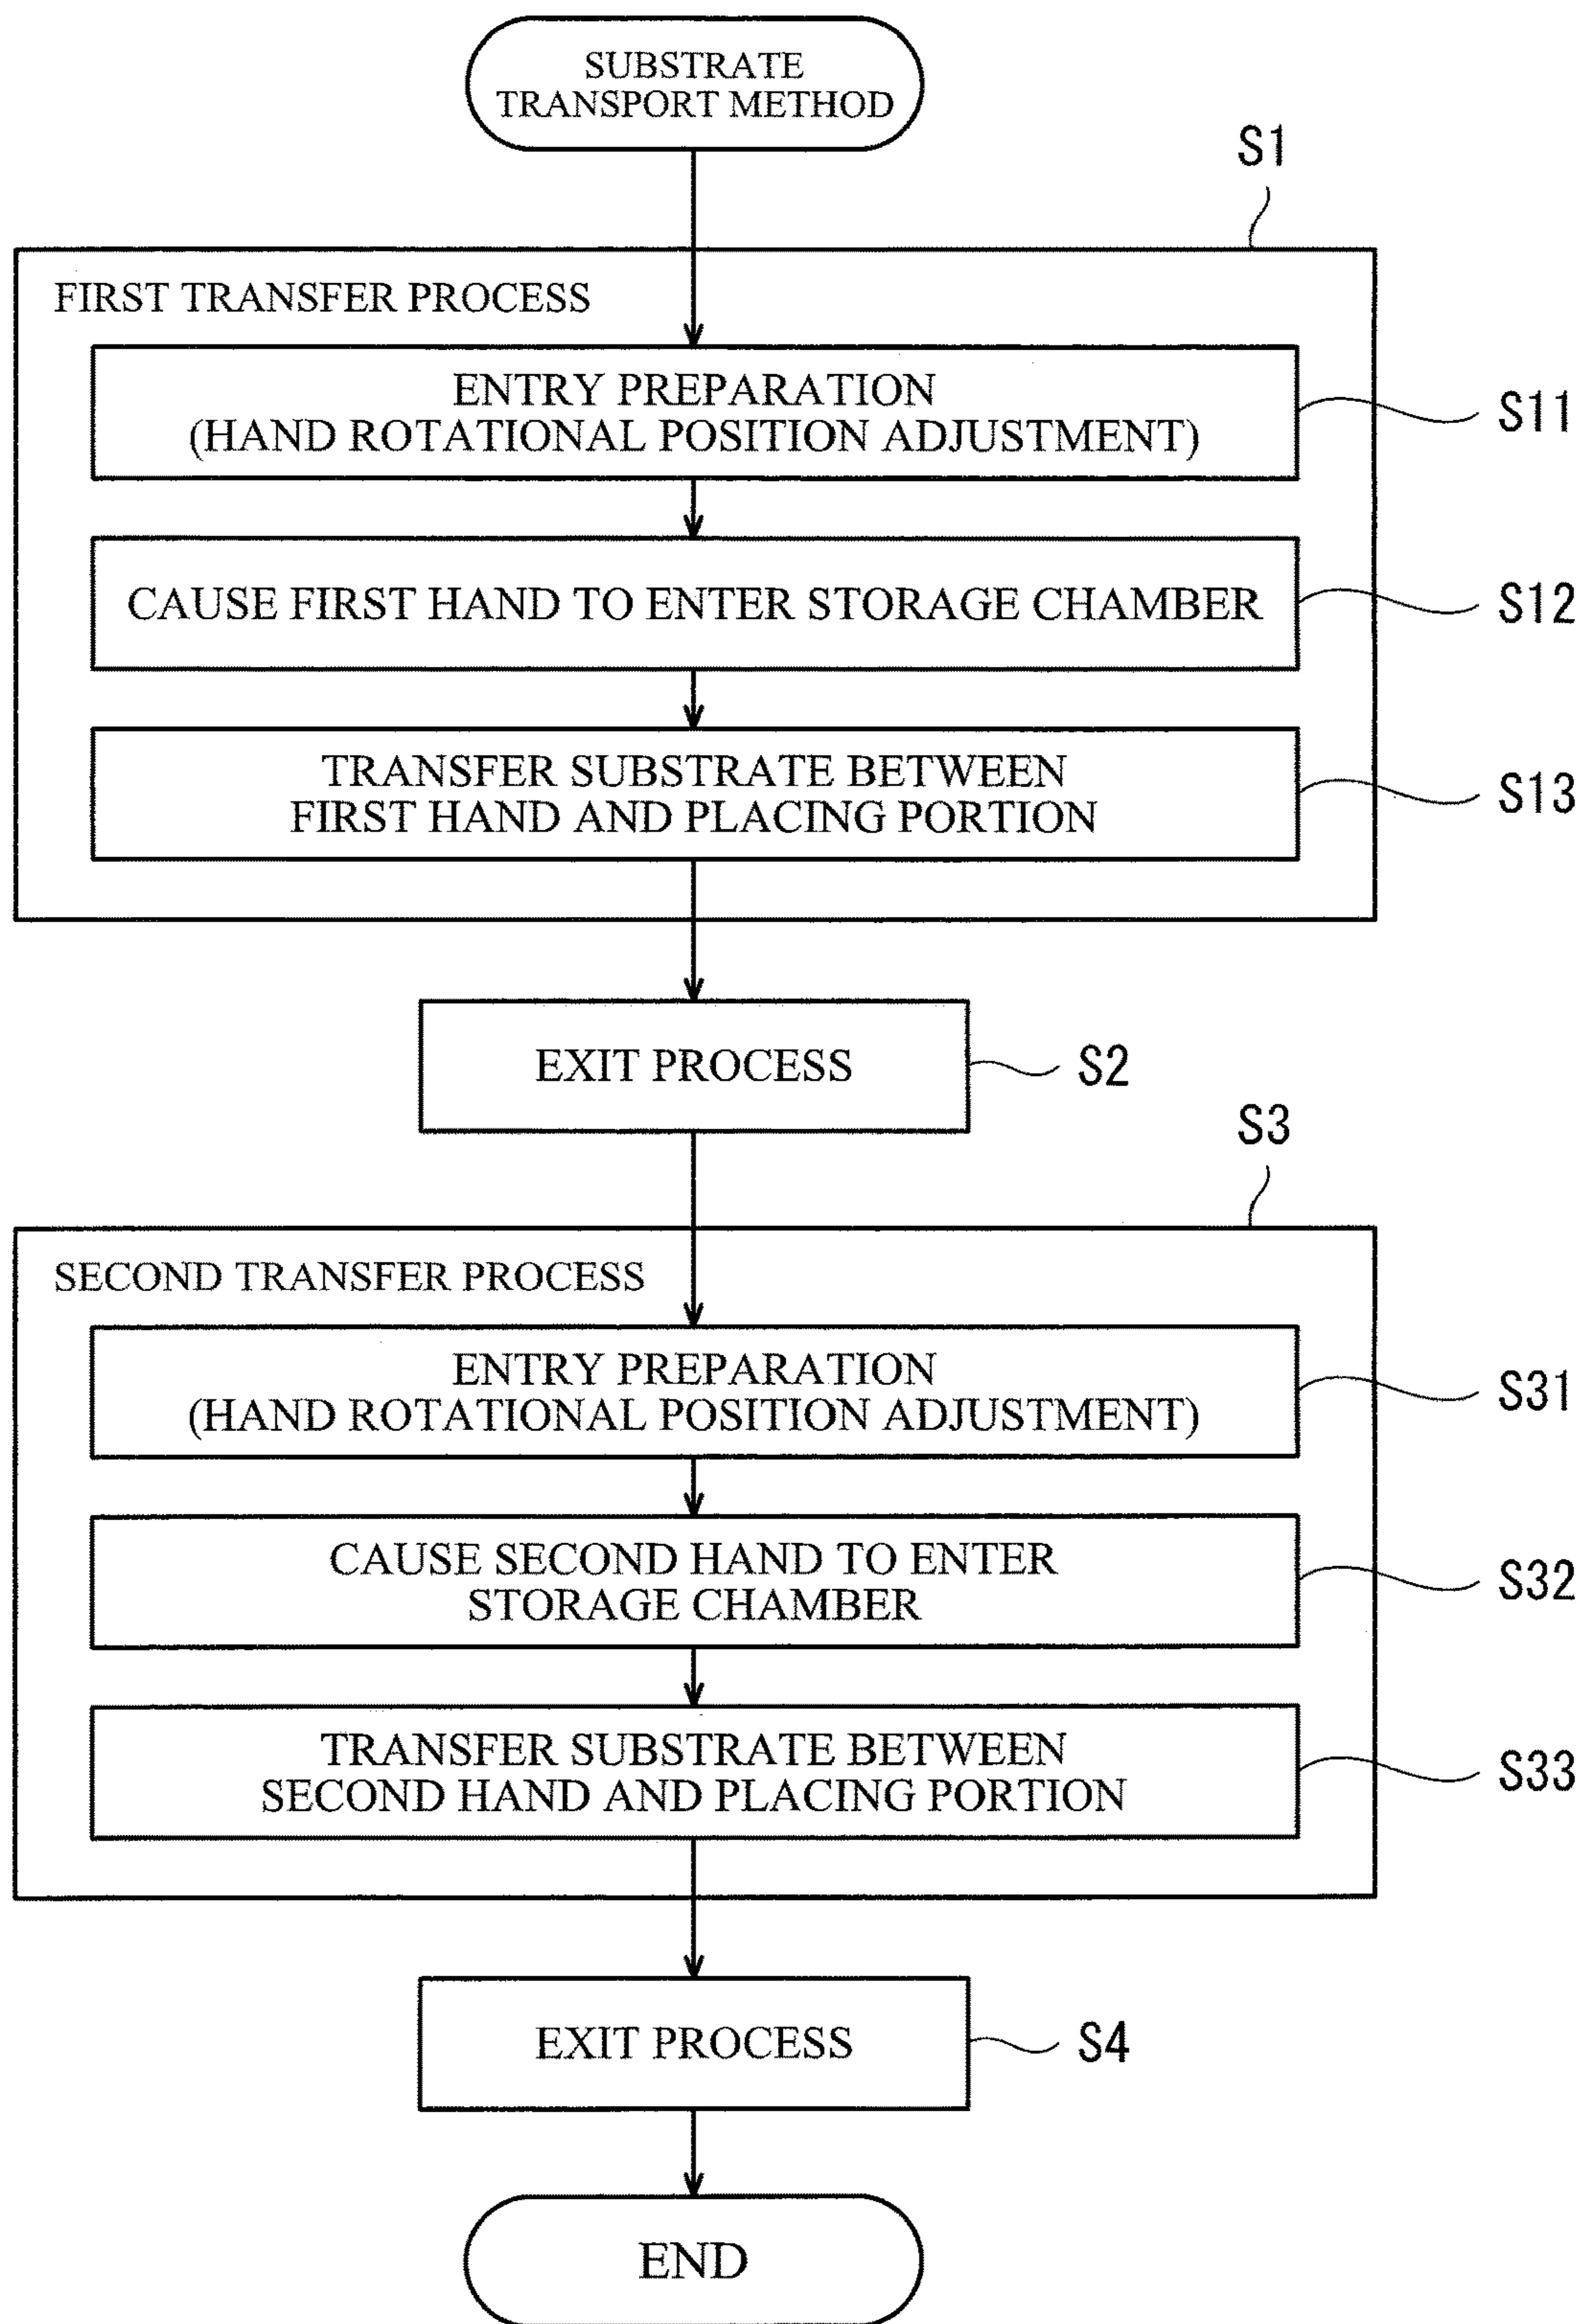 SUBSTRATE
TRANSPORT METHOD
S1
FIRST TRANSFER PROCESS
ENTRY PREPARATION
(HAND ROTATIONAL POSITION ADJUSTMENT)
S11
CAUSE FIRST HAND TO ENTER STORAGE CHAMBER
S12
TRANSFER SUBSTRATE BETWEEN
FIRST HAND AND PLACING PORTION
S13
EXIT PROCESS
S2
S3
SECOND TRANSFER PROCESS
ENTRY PREPARATION
(HAND ROTATIONAL POSITION ADJUSTMENT)
S31
CAUSE SECOND HAND TO ENTER
STORAGE CHAMBER
S32
TRANSFER SUBSTRATE BETWEEN
SECOND HAND AND PLACING PORTION
S33
EXIT PROCESS
S4
END